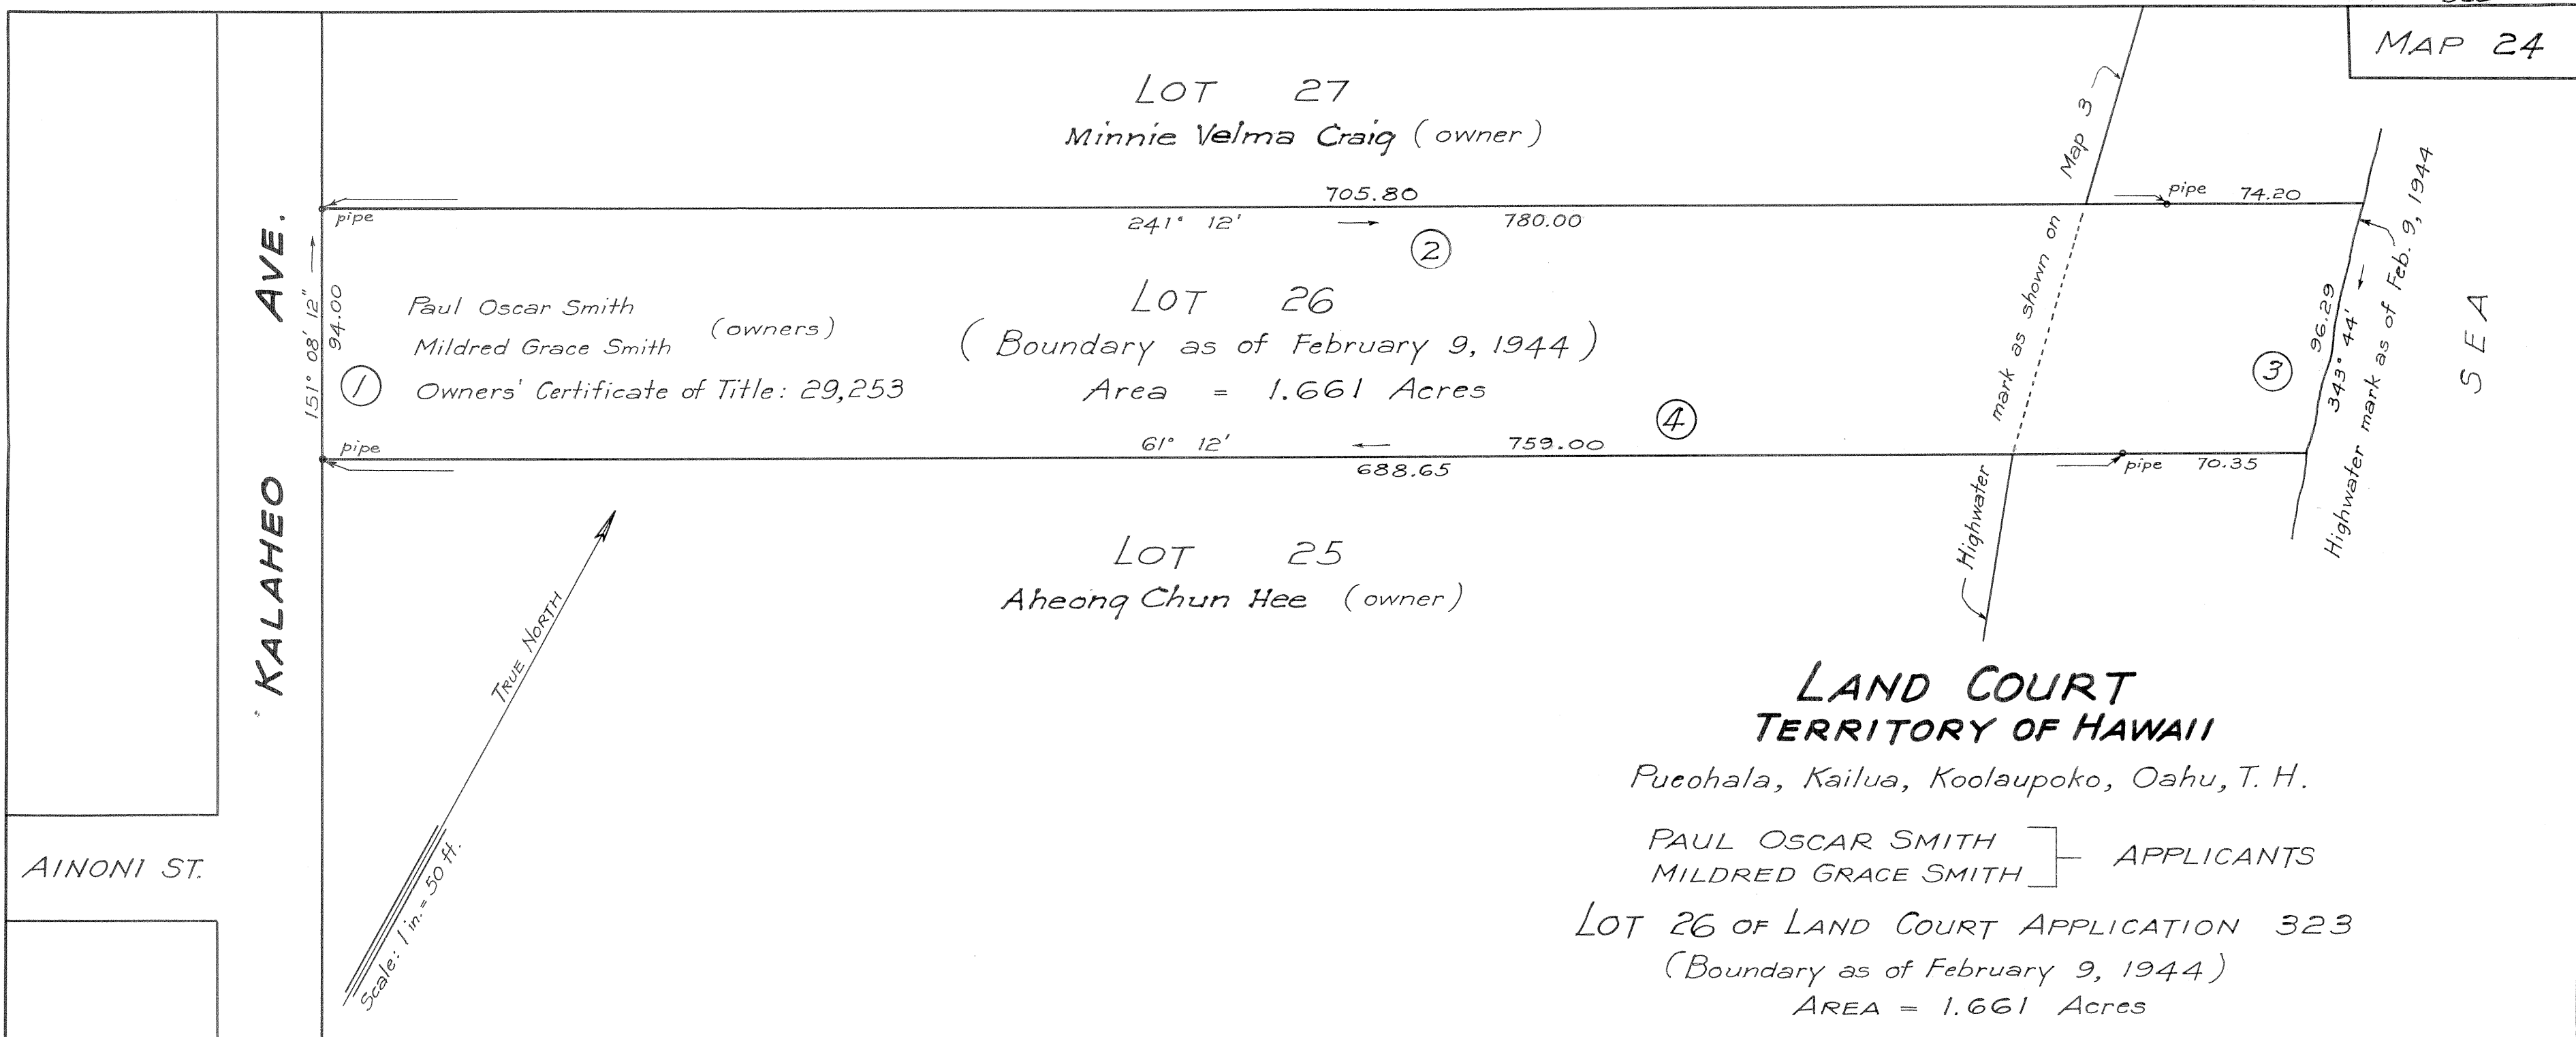 MAP 24
LOT 27
Minnie Velma Craig (owner)
Map 3
705.80
pipe 74.20
pipe
241° 12' 780.00
2
KALAHEO AVE.
151° 08' 12"
94.00
Paul Oscar Smith
Mildred Grace Smith
(owners)
1
Owners' Certificate of Title: 29,253
LOT 26
(Boundary as of February 9, 1944)
Area = 1.661 Acres
Highwater mark as shown on
3
96.29
343° 44'
Highwater mark as of Feb. 9, 1944
SEA
4
pipe
61° 12' 759.00
688.65
pipe 70.35
LOT 25
Aheong Chun Hee (owner)
TRUE NORTH
Scale: 1 in. = 50 ft.
AINONI ST.
LAND COURT
TERRITORY OF HAWAII
Pueohala, Kailua, Koolaupoko, Oahu, T. H.
PAUL OSCAR SMITH
MILDRED GRACE SMITH
APPLICANTS
LOT 26 OF LAND COURT APPLICATION 323
(Boundary as of February 9, 1944)
AREA = 1.661 Acres